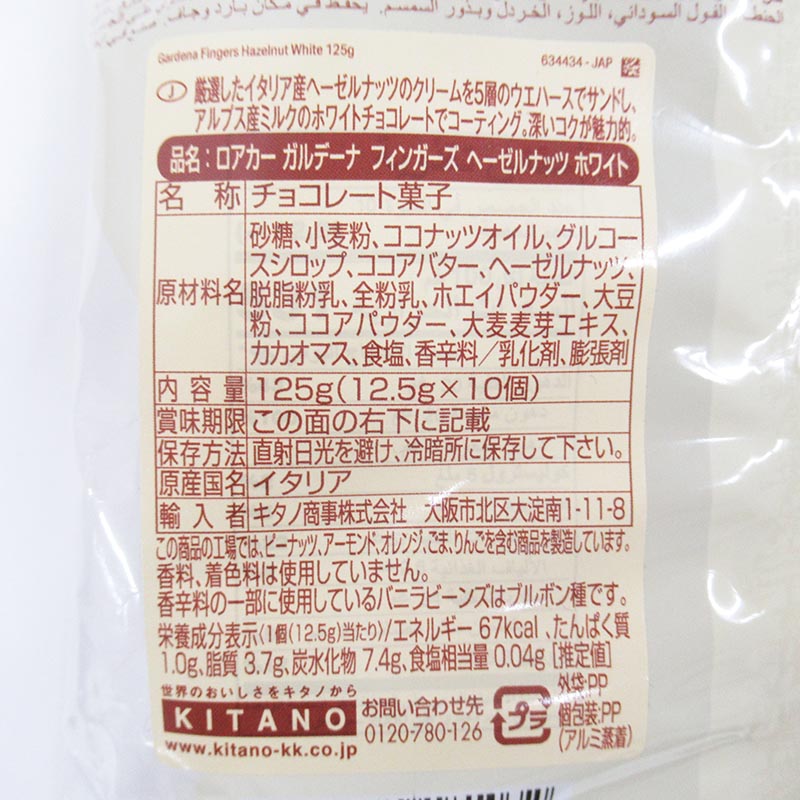 الفول السوداني، اللوز، الخردل وبذور السمسم. يحفظ في مكان بارد وجاف.
Gardena Fingers Hazelnut White 125g
634434 - JAP
J 厳選したイタリア産ヘーゼルナッツのクリームを5層のウエハースでサンドし、
アルプス産ミルクのホワイトチョコレートでコーティング。深いコクが魅力的。
品名：ロアカー ガルデーナ フィンガーズ ヘーゼルナッツ ホワイト
名称 チョコレート菓子
原材料名 砂糖、小麦粉、ココナッツオイル、グルコー
スシロップ、ココアバター、ヘーゼルナッツ、
脱脂粉乳、全粉乳、ホエイパウダー、大豆
粉、ココアパウダー、大麦麦芽エキス、
カカオマス、食塩、香辛料／乳化剤、膨張剤
内容量 125g(12.5g×10個)
賞味期限 この面の右下に記載
保存方法 直射日光を避け、冷暗所に保存して下さい。
原産国名 イタリア
輸入者 キタノ商事株式会社 大阪市北区大淀南1-11-8
この商品の工場では、ピーナッツ、アーモンド、オレンジ、ごま、りんごを含む商品を製造しています。
香料、着色料は使用していません。
香辛料の一部に使用しているバニラビーンズはブルボン種です。
栄養成分表示〈1個(12.5g)当たり〉/エネルギー 67kcal、たんぱく質
1.0g、脂質 3.7g、炭水化物 7.4g、食塩相当量 0.04g [推定値]
世界のおいしさをキタノから
KITANO
www.kitano-kk.co.jp
お問い合わせ先
0120-780-126
プラ
外袋:PP
個包装:PP
(アルミ蒸着)